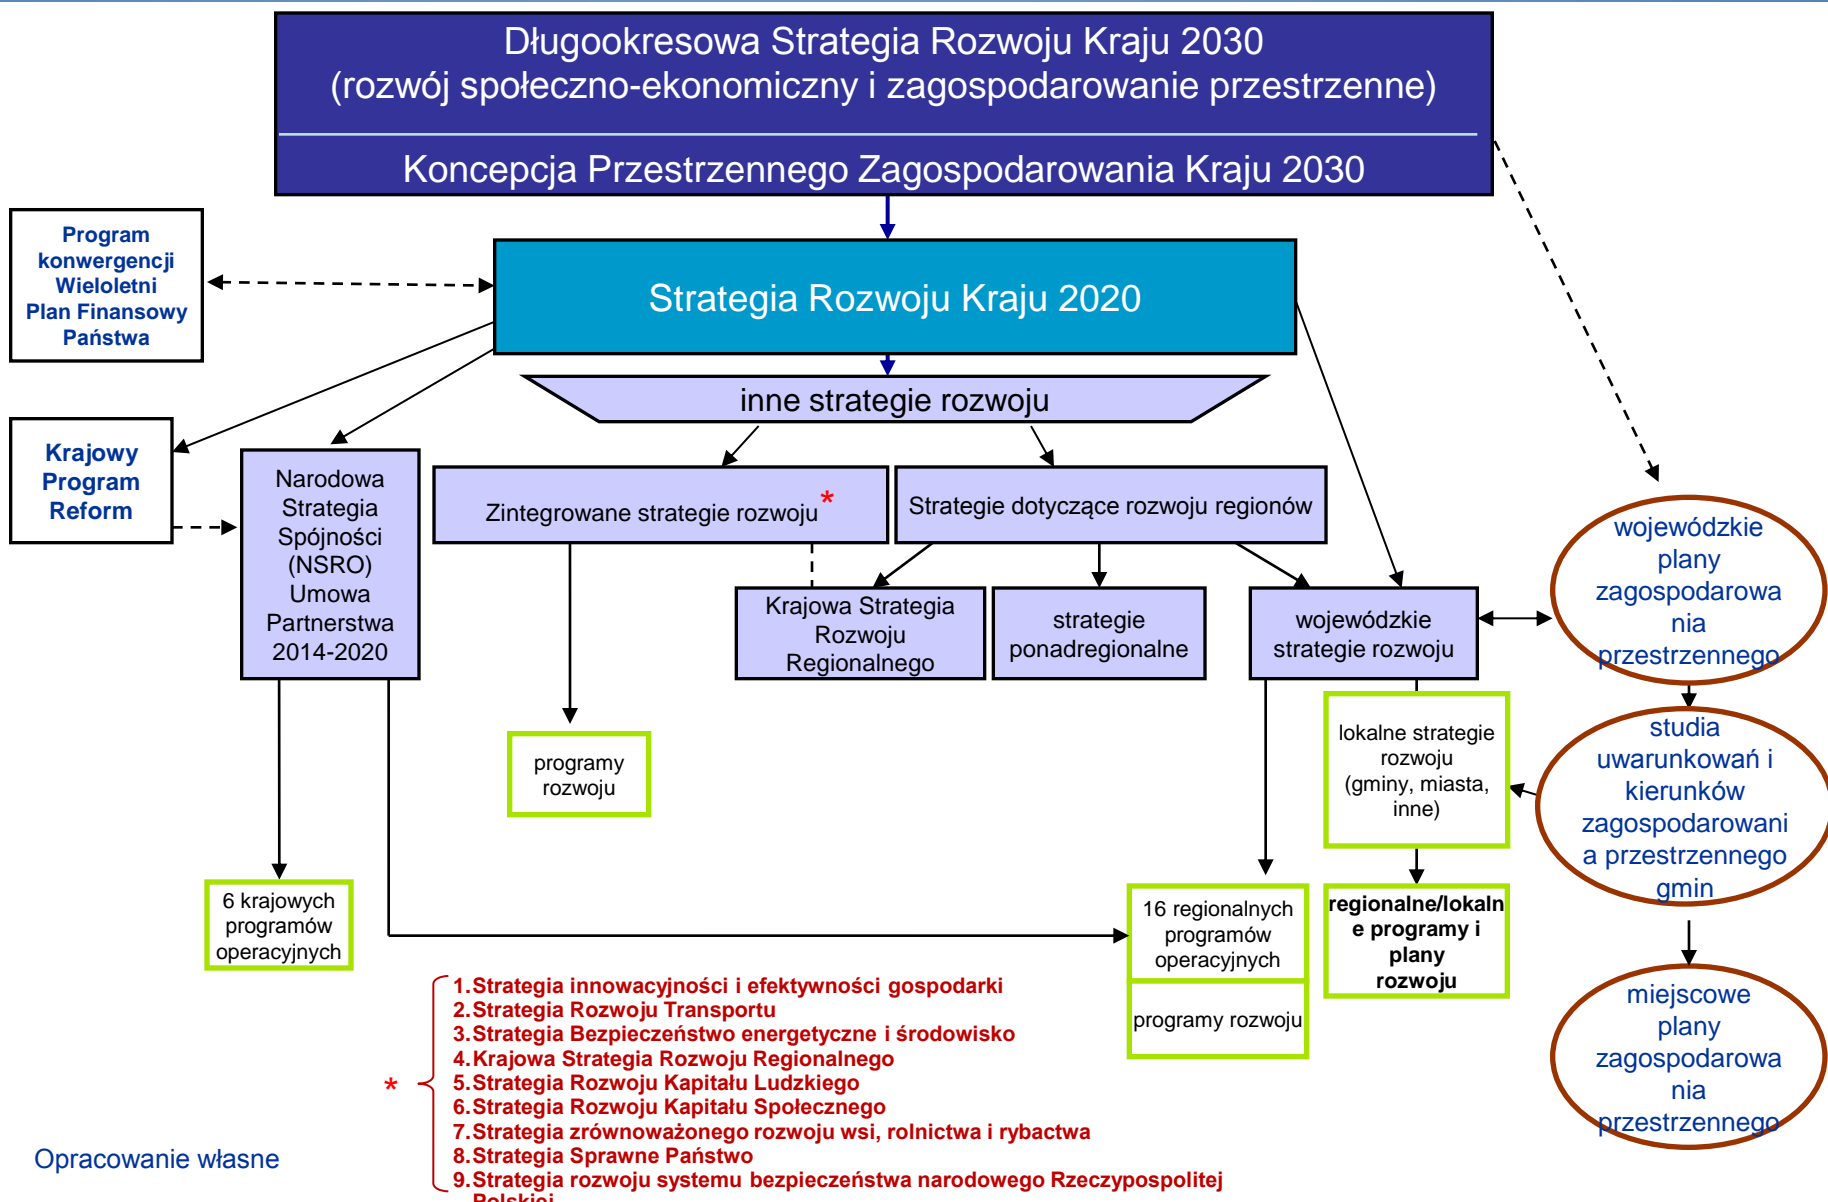 Długookresowa Strategia Rozwoju Kraju 2030
(rozwój społeczno-ekonomiczny i zagospodarowanie przestrzenne)
Koncepcja Przestrzennego Zagospodarowania Kraju 2030
Program
konwergencji
Wieloletni
Plan Finansowy
Państwa
Strategia Rozwoju Kraju 2020
inne strategie rozwoju
Krajowy
Program
Reform
Narodowa
Strategia
Spójności
(NSRO)
Umowa
Partnerstwa
2014-2020
Zintegrowane strategie rozwoju*
Strategie dotyczące rozwoju regionów
Krajowa Strategia
Rozwoju
Regionalnego
strategie
ponadregionalne
wojewódzkie
strategie rozwoju
wojewódzkie
plany
zagospodarowa
nia
przestrzennego
programy
rozwoju
lokalne strategie
rozwoju
(gminy, miasta,
inne)
studia
uwarunkowań i
kierunków
zagospodarowani
a przestrzennego
gmin
6 krajowych
programów
operacyjnych
16 regionalnych
programów
operacyjnych
programy rozwoju
regionalne/lokaln
e programy i
plany
rozwoju
miejscowe
plany
zagospodarowa
nia
przestrzennego
*
1.Strategia innowacyjności i efektywności gospodarki
2.Strategia Rozwoju Transportu
3.Strategia Bezpieczeństwo energetyczne i środowisko
4.Krajowa Strategia Rozwoju Regionalnego
5.Strategia Rozwoju Kapitału Ludzkiego
6.Strategia Rozwoju Kapitału Społecznego
7.Strategia zrównoważonego rozwoju wsi, rolnictwa i rybactwa
8.Strategia Sprawne Państwo
9.Strategia rozwoju systemu bezpieczeństwa narodowego Rzeczypospolitej
Polskiej
Opracowanie własne